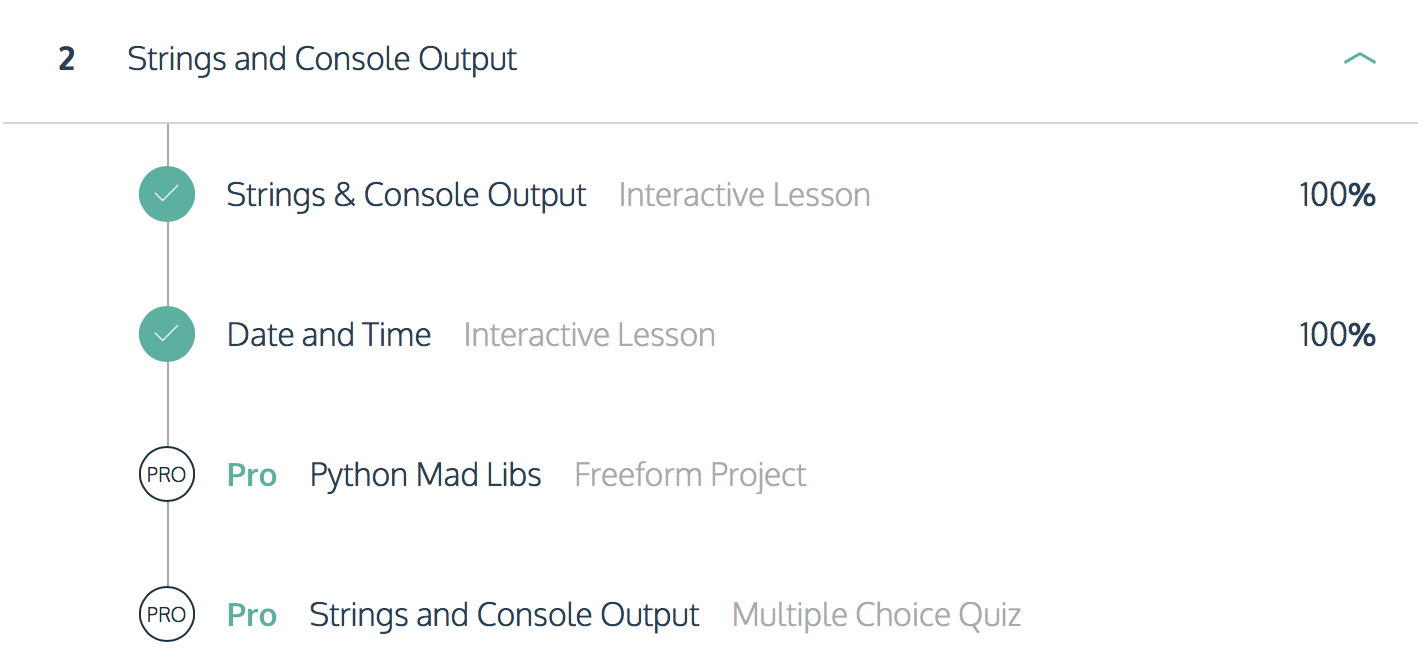 2 Strings and Console Output
Strings & Console Output Interactive Lesson 100%
Date and Time Interactive Lesson 100%
PRO Pro Python Mad Libs Freeform Project
PRO Pro Strings and Console Output Multiple Choice Quiz